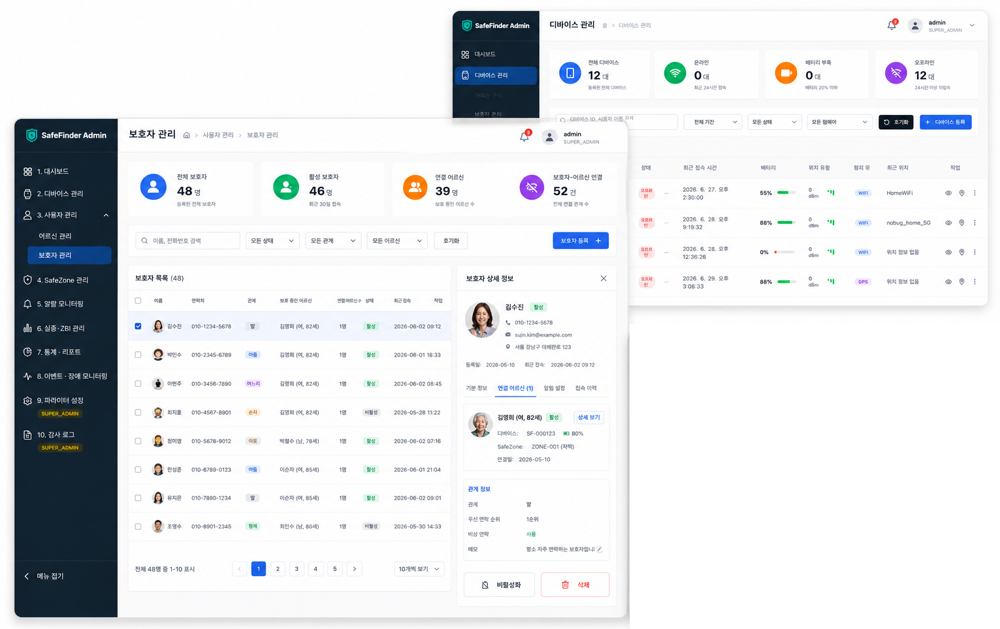 SafeFinder Admin
대시보드
디바이스 관리
어르신 관리
보호자 관리
디바이스 관리
디바이스 관리
2
admin
SUPER_ADMIN
전체 디바이스
12 대
등록된 전체 디바이스
온라인
0 대
최근 24시간 접속
배터리 부족
0 대
배터리 20% 이하
오프라인
12 대
24시간 이상 미접속
디바이스 ID, 사용자 이름 검색
전체 기간
모든 상태
모든 펌웨어
초기화
+ 디바이스 등록
상태
최근 접속 시간
배터리
위치 유형
최근 위치
작업
2026. 6. 27. 오후
2:30:00
55%
0
dBm
WIFI
HomeWiFi
2026. 6. 28. 오후
9:19:32
88%
0
dBm
WIFI
nobug_home_5G
2026. 6. 28. 오후
12:36:26
0%
0
dBm
WIFI
위치 정보 없음
2026. 6. 29. 오후
3:08:33
88%
0
dBm
GPS
위치 정보 없음
SafeFinder Admin
1. 대시보드
2. 디바이스 관리
3. 사용자 관리
어르신 관리
보호자 관리
4. SafeZone 관리
5. 알람 모니터링
6. 실종·ZBI 관리
7. 통계 · 리포트
8. 이벤트 · 장애 모니터링
9. 파라미터 설정
SUPER_ADMIN
10. 감사 로그
SUPER_ADMIN
메뉴 접기
보호자 관리
사용자 관리
보호자 관리
admin
SUPER_ADMIN
전체 보호자
48 명
등록된 전체 보호자
활성 보호자
46 명
최근 30일 접속
연결 어르신
39 명
보호 중인 어르신 수
보호자-어르신 연결
52 건
전체 연결 관계 수
이름, 전화번호 검색
모든 상태
모든 관계
모든 어르신
초기화
보호자 등록 +
보호자 목록 (48)
이름
연락처
관계
보호 중인 어르신
연결어르신수
상태
최근 접속
작업
김수진 010-1234-5678 딸 김영희 (여, 82세) 1명 활성 2026-06-02 09:12
박민수 010-2345-6789 아들 김영희 (여, 82세) 1명 활성 2026-06-01 18:33
이현주 010-3456-7890 며느리 김영희 (여, 82세) 1명 활성 2026-06-02 08:45
최지훈 010-4567-8901 손자 김영희 (여, 82세) 1명 비활성 2026-05-28 11:22
정미영 010-5678-9012 이웃 박철수 (남, 78세) 1명 활성 2026-06-02 07:16
한성준 010-6789-0123 아들 이순자 (여, 85세) 1명 활성 2026-06-01 21:04
유지은 010-7890-1234 딸 이순자 (여, 85세) 1명 활성 2026-06-02 09:01
조영수 010-8901-2345 형제 최인수 (남, 80세) 1명 비활성 2026-05-30 14:33
전체 48명 중 1-10 표시
1 2 3 4 5
10개씩 보기
보호자 상세 정보
김수진 활성
010-1234-5678
sujin.kim@example.com
서울 강남구 테헤란로 123
등록일: 2026-05-10 최근 접속: 2026-06-02 09:12
기본 정보
연결 어르신 (1)
알림 설정
접속 이력
김영희 (여, 82세) 활성 상세 보기
디바이스: SF-000123 80%
SafeZone: ZONE-001 (자택)
연결일: 2026-05-10
관계 정보
관계 딸
우선 연락 순위 1순위
비상 연락 사용
메모 평소 자주 연락하는 보호자입니
비활성화
삭제